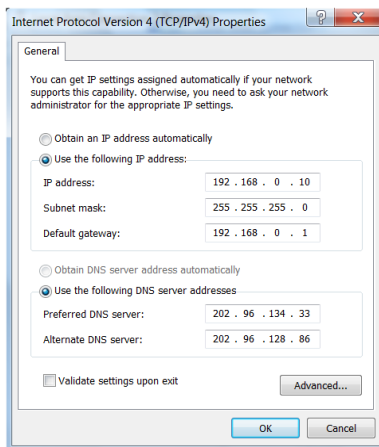 Internet Protocol Version 4 (TCP/IPv4) Properties
General
You can get IP settings assigned automatically if your network
supports this capability. Otherwise, you need to ask your network
administrator for the appropriate IP settings.
Obtain an IP address automatically
Use the following IP address:
IP address: 192 . 168 . 0 . 10
Subnet mask: 255 . 255 . 255 . 0
Default gateway: 192 . 168 . 0 . 1
Obtain DNS server address automatically
Use the following DNS server addresses
Preferred DNS server: 202 . 96 . 134 . 33
Alternate DNS server: 202 . 96 . 128 . 86
Validate settings upon exit
Advanced...
OK Cancel